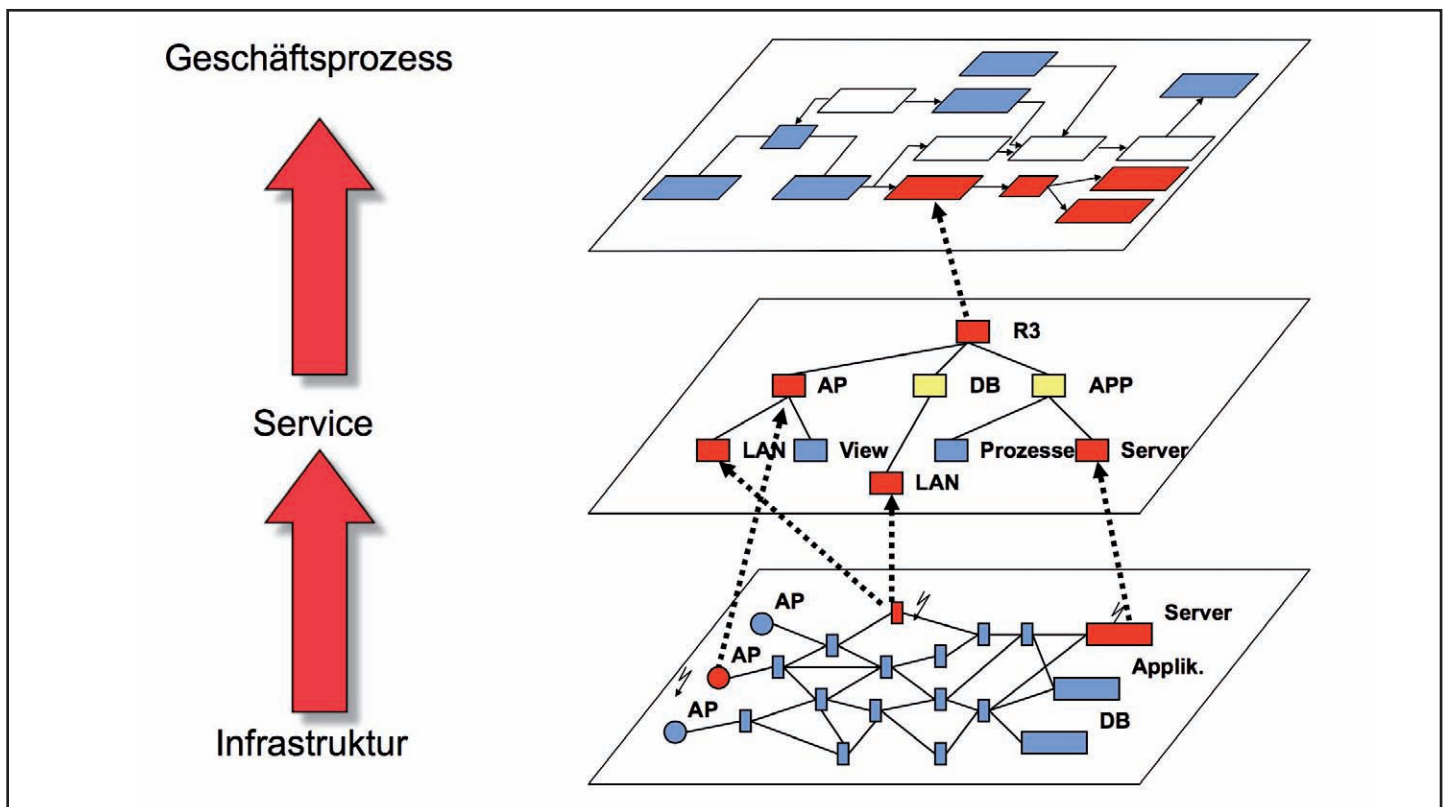 Geschäftsprozess
R3
AP
DB
APP
Service
LAN
View
Prozesse
Server
LAN
AP
Server
AP
Applik.
AP
DB
Infrastruktur